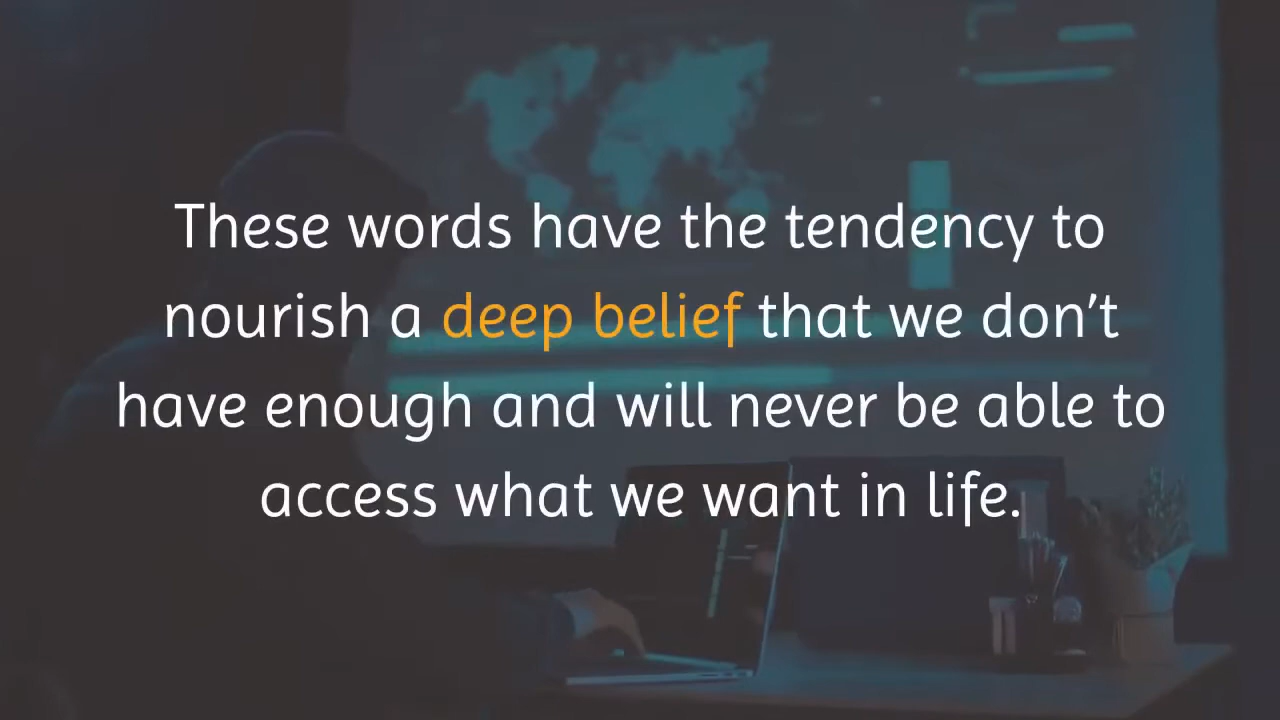 These words have the tendency to
nourish a deep belief that we don’t
have enough and will never be able to
access what we want in life.